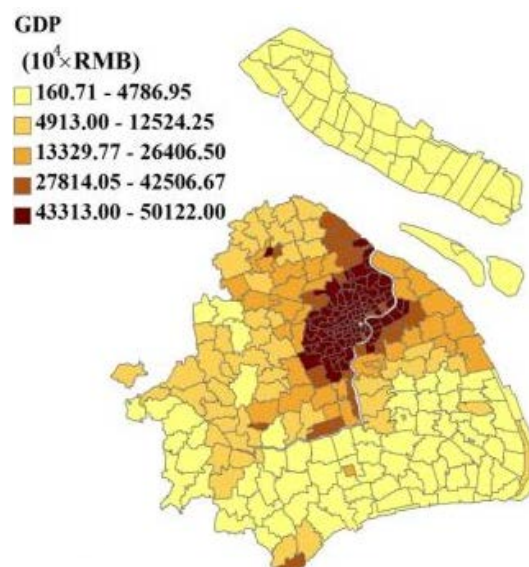 GDP
(10⁴×RMB)
160.71 - 4786.95
4913.00 - 12524.25
13329.77 - 26406.50
27814.05 - 42506.67
43313.00 - 50122.00